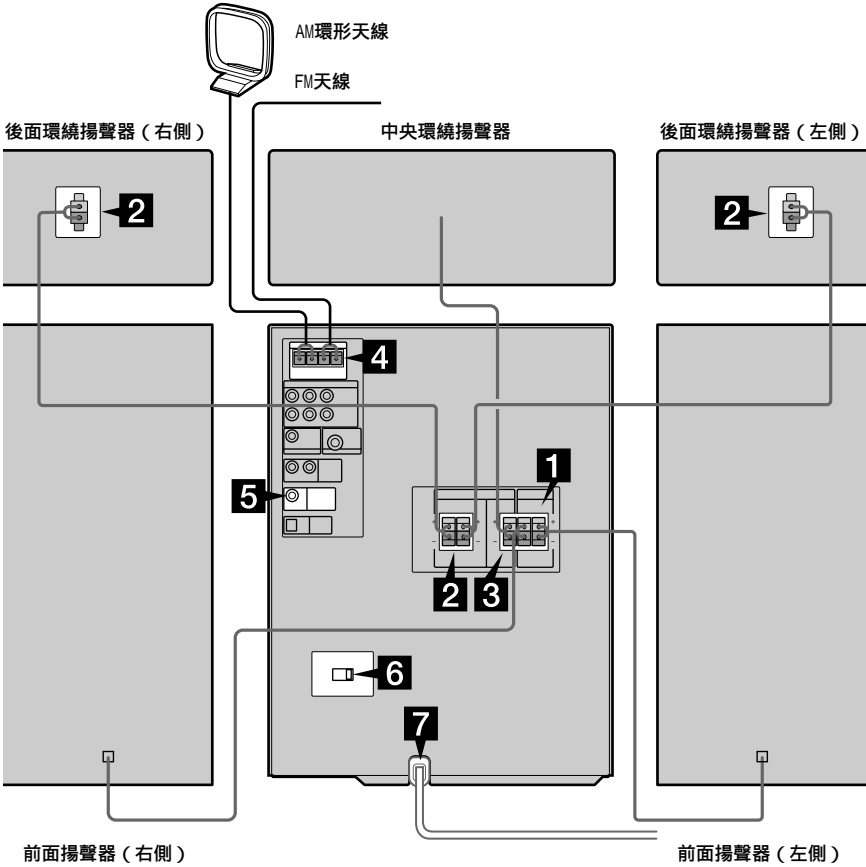 AM環形天線
FM天線
後面環繞揚聲器（右側）
中央環繞揚聲器
後面環繞揚聲器（左側）
2
2
4
1
5
+
+
+
+
–
–
–
–
2
3
6
7
前面揚聲器（右側）
前面揚聲器（左側）